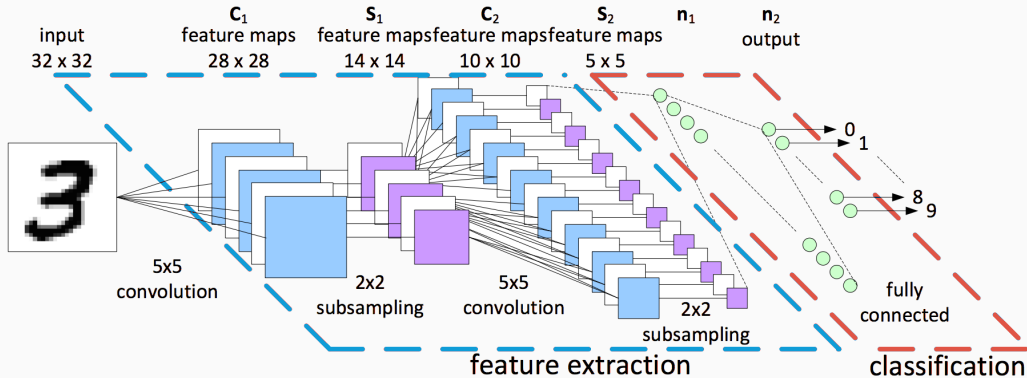 C₁ S₁ C₂ S₂ n₁ n₂
input feature maps feature maps feature maps feature maps output
32 x 32 28 x 28 14 x 14 10 x 10 5 x 5
3
0
1
8
9
5x5
convolution
2x2
subsampling
5x5
convolution
2x2
subsampling
fully
connected
feature extraction
classification